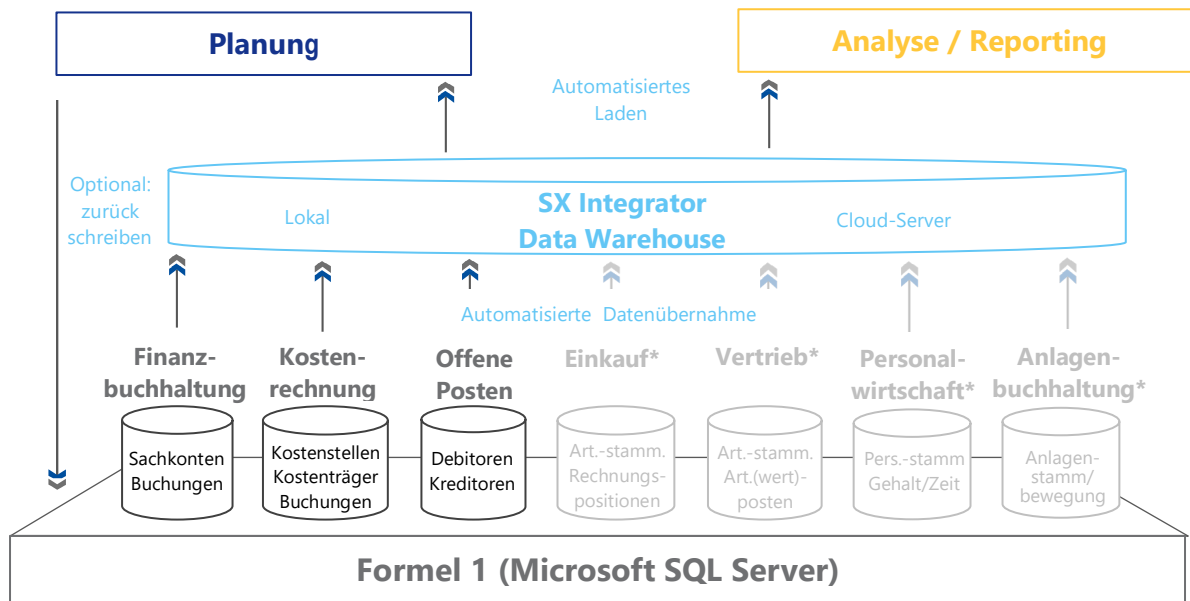 Planung
Analyse / Reporting
Automatisiertes
Laden
Optional:
zurück
schreiben
SX Integrator
Data Warehouse
Lokal
Cloud-Server
Automatisierte Datenübernahme
Finanz-
buchhaltung
Kosten-
rechnung
Offene
Posten
Einkauf*
Vertrieb*
Personal-
wirtschaft*
Anlagen-
buchhaltung*
Sachkonten
Buchungen
Kostenstellen
Kostenträger
Buchungen
Debitoren
Kreditoren
Art.-stamm.
Rechnungs-
positionen
Art.-stamm.
Art.(wert)-
posten
Pers.-stamm
Gehalt/Zeit
Anlagen-
stamm/
bewegung
Formel 1 (Microsoft SQL Server)